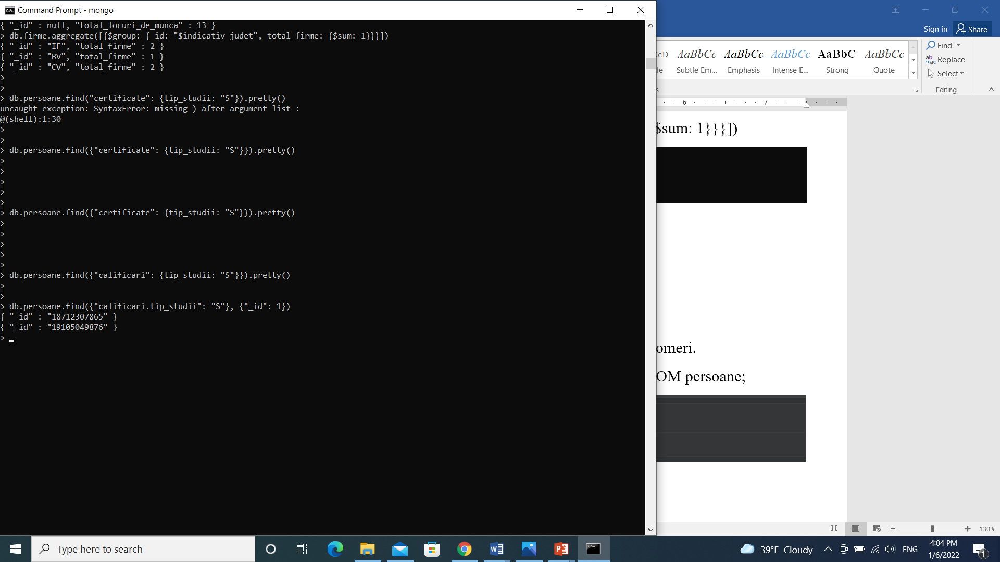 Command Prompt - mongo
{ "_id" : null, "total_locuri_de_munca" : 13 }
> db.firme.aggregate([{$group: {_id: "$indicativ_judet", total_firme: {$sum: 1}}}])
{ "_id" : "IF", "total_firme" : 2 }
{ "_id" : "BV", "total_firme" : 1 }
{ "_id" : "CV", "total_firme" : 2 }
>
>
> db.persoane.find("certificate": {tip_studii: "S"}).pretty()
uncaught exception: SyntaxError: missing ) after argument list :
@(shell):1:30
>
>
> db.persoane.find({"certificate": {tip_studii: "S"}}).pretty()
>
>
>
>
>
> db.persoane.find({"certificate": {tip_studii: "S"}}).pretty()
>
>
>
>
>
> db.persoane.find({"calificari": {tip_studii: "S"}}).pretty()
>
>
> db.persoane.find({"calificari.tip_studii": "S"}, {"_id": 1})
{ "_id" : "18712307865" }
{ "_id" : "19105049876" }
>
Sign in Share
CcD AaBbCc AaBbCc AaBbCc AaBbC AaBbCc
le Subtle Em... Emphasis Intense E... Strong Quote
Find
Replace
Select
s Editing
6 7
$sum: 1}}}])
omeri.
OM persoane;
130%
Type here to search
39°F Cloudy
ENG
4:04 PM
1/6/2022
1